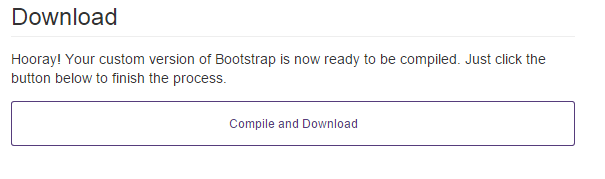 Download
Hooray! Your custom version of Bootstrap is now ready to be compiled. Just click the
button below to finish the process.
Compile and Download